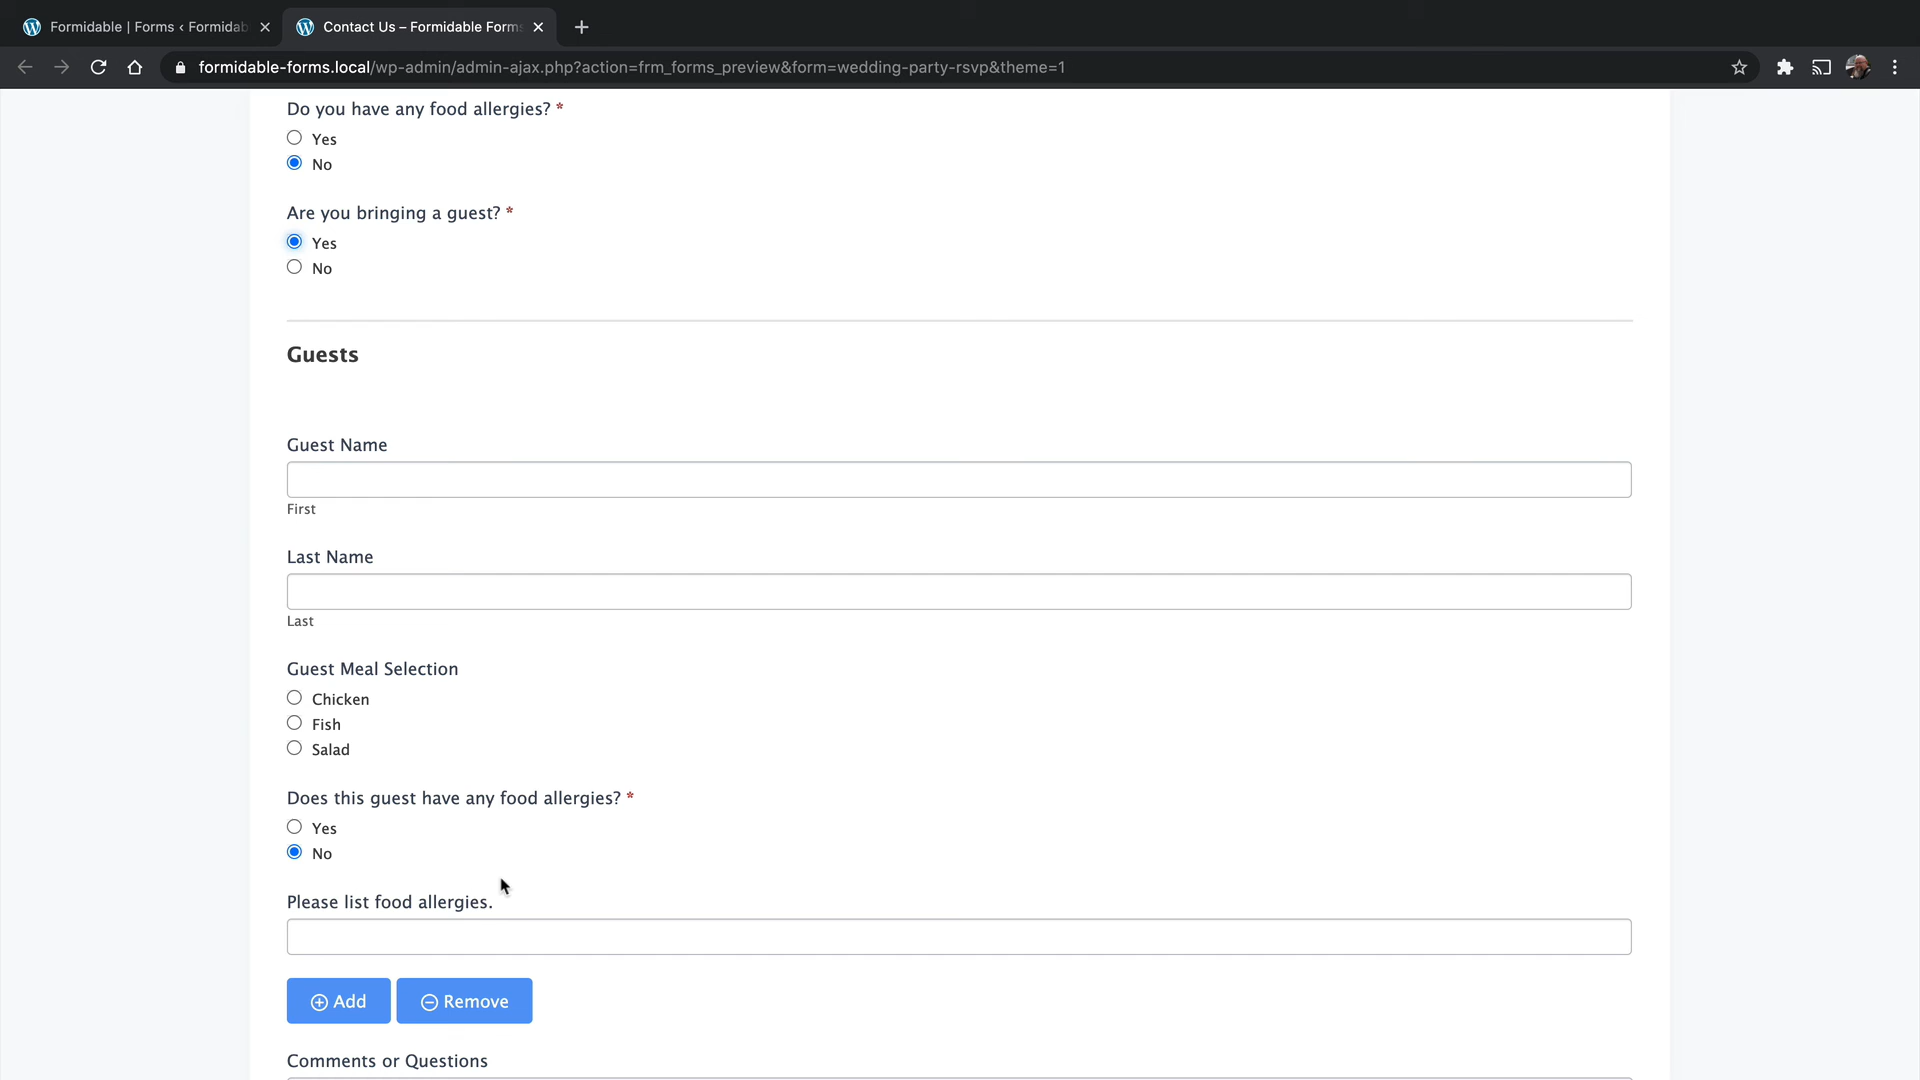 Formidable | Forms ‹ Formidab
Contact Us – Formidable Forms
formidable-forms.local/wp-admin/admin-ajax.php?action=frm_forms_preview&form=wedding-party-rsvp&theme=1
Do you have any food allergies? *
Yes
No
Are you bringing a guest? *
Yes
No
Guests
Guest Name
First
Last Name
Last
Guest Meal Selection
Chicken
Fish
Salad
Does this guest have any food allergies? *
Yes
No
Please list food allergies.
Add
Remove
Comments or Questions